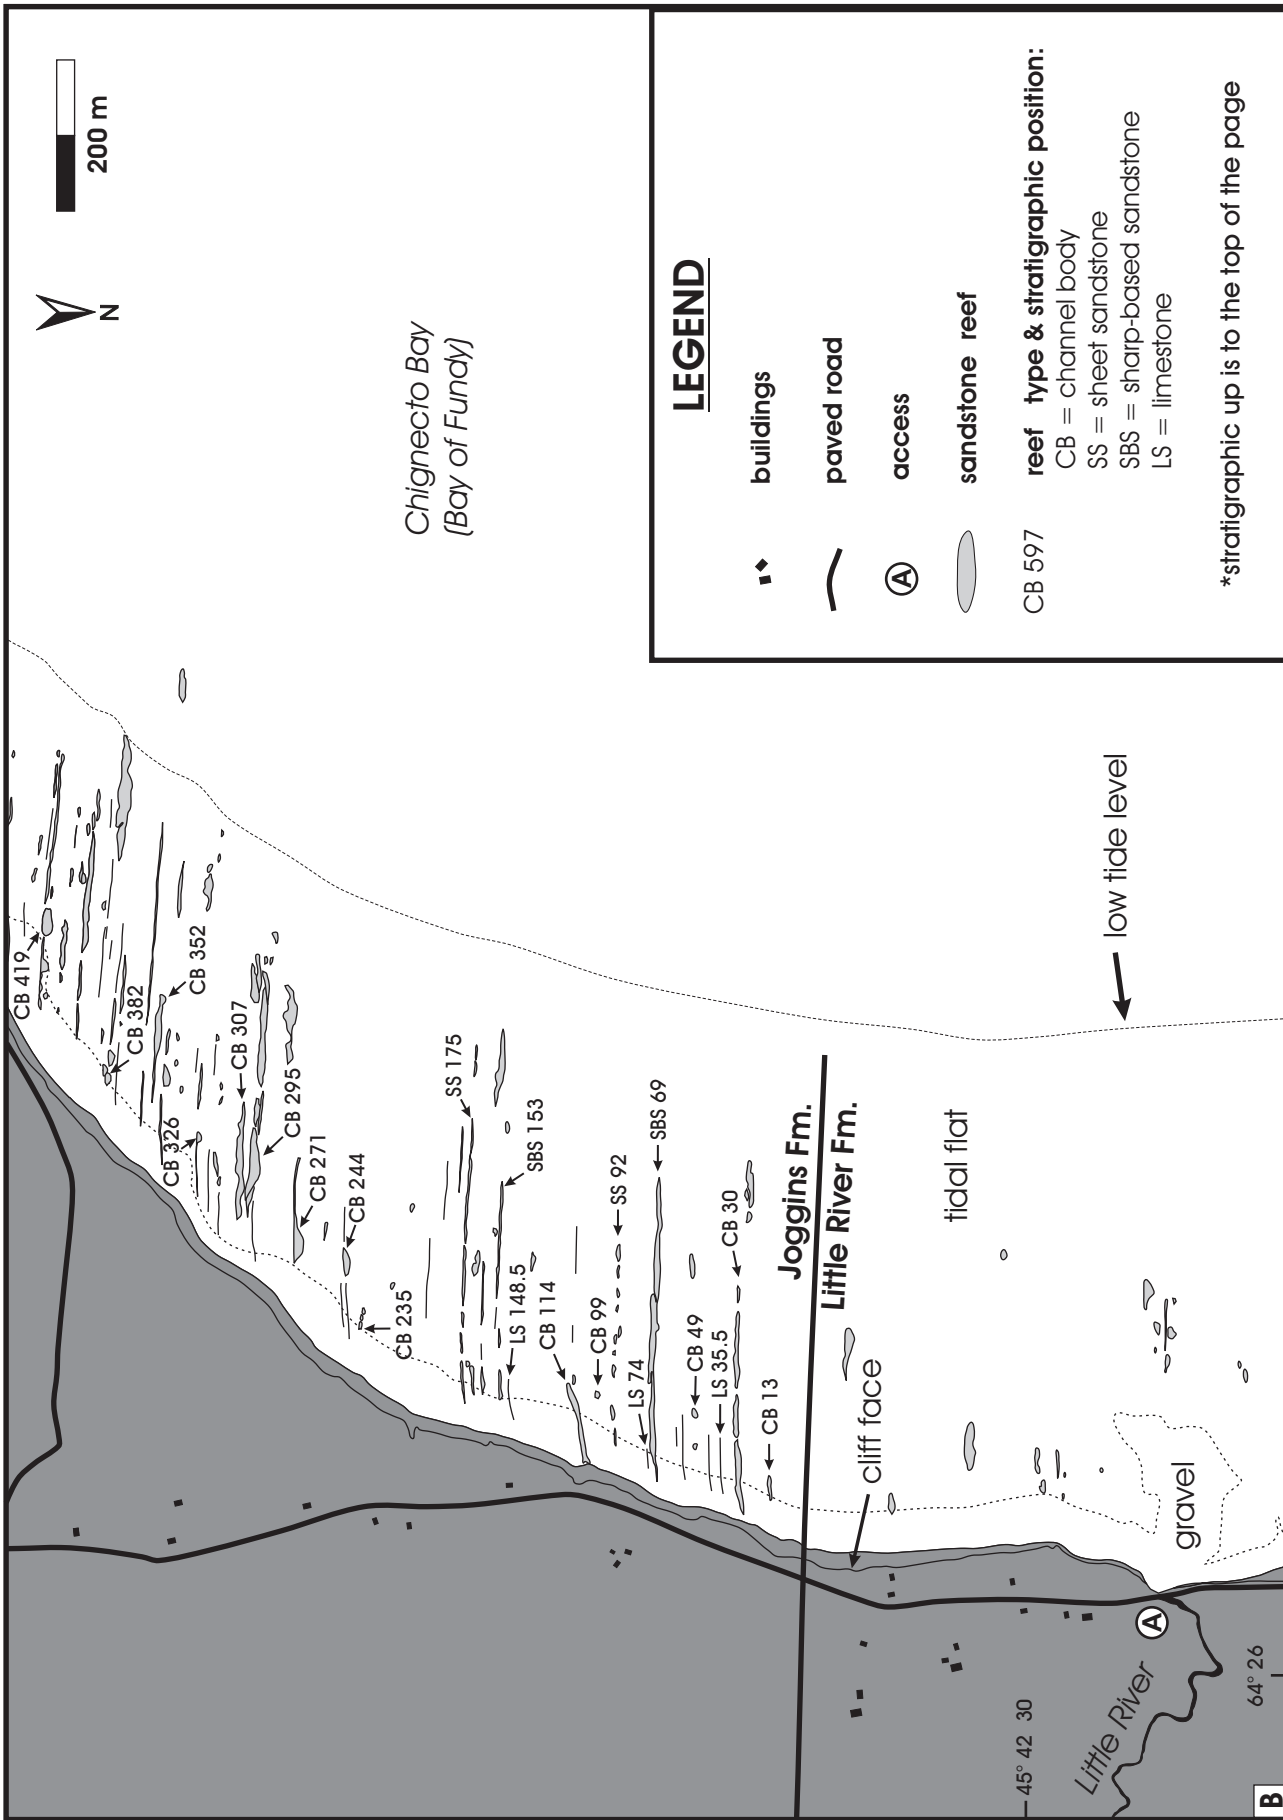 200 m
N
Chignecto Bay
(Bay of Fundy)
LEGEND
buildings
paved road
A
access
sandstone reef
CB 597
reef type & stratigraphic position:
CB = channel body
SS = sheet sandstone
SBS = sharp-based sandstone
LS = limestone
*stratigraphic up is to the top of the page
CB 419
CB 382
CB 352
CB 326
CB 307
CB 295
CB 271
CB 244
CB 235
SS 175
SBS 153
LS 148.5
CB 114
CB 99
SS 92
LS 74
SBS 69
CB 49
LS 35.5
CB 30
CB 13
Joggins Fm.
Little River Fm.
low tide level
tidal flat
cliff face
gravel
A
Little River
45° 42 30
64° 26
B